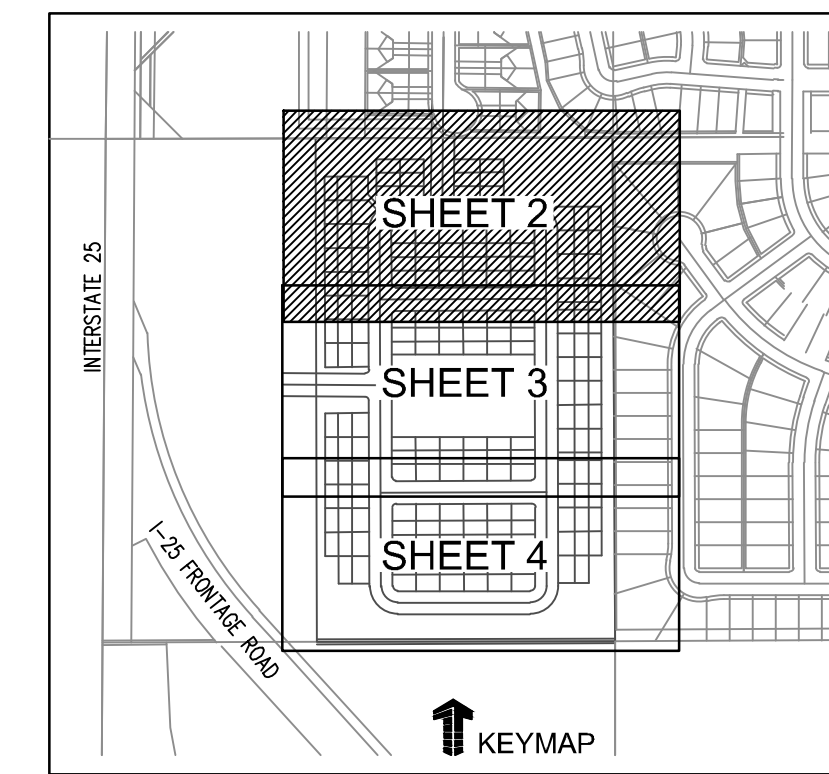 SHEET 2
INTERSTATE 25
SHEET 3
SHEET 4
I-25 FRONTAGE ROAD
KEYMAP